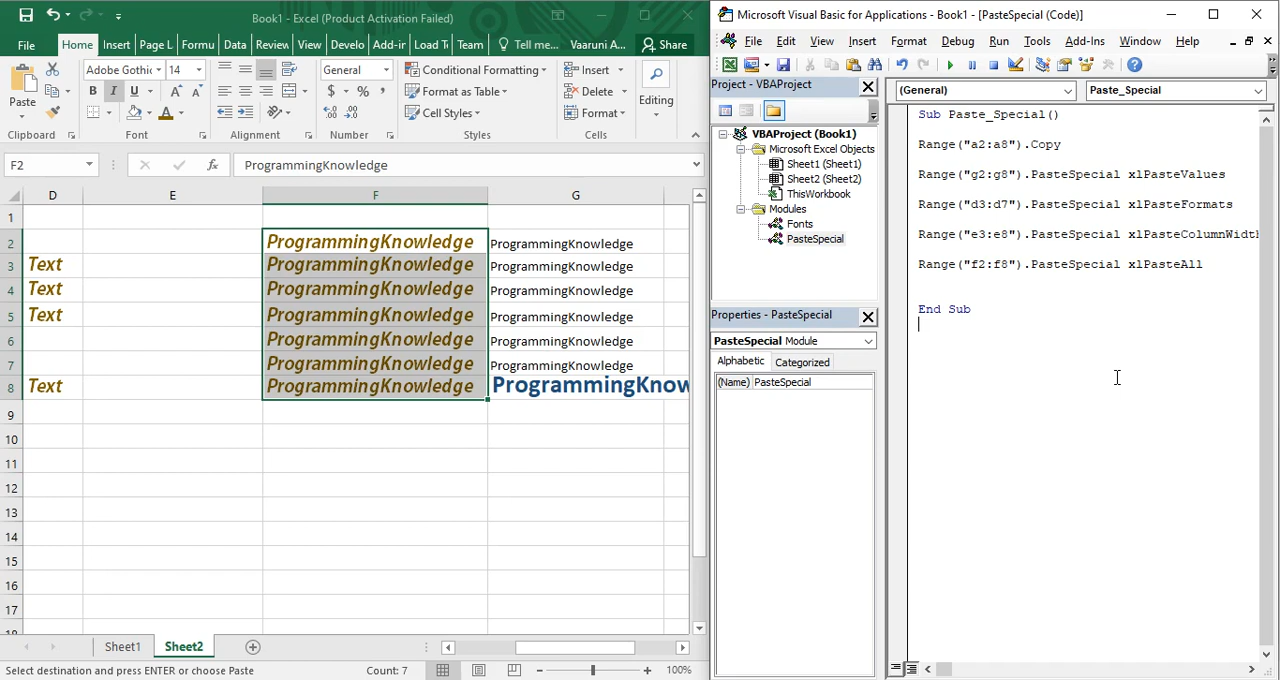 Book1 - Excel (Product Activation Failed)
File Home Insert Page L Formu Data Review View Develo Add-ir Load T Team Tell me... Vaaruni A... Share
Paste
Clipboard
Abadi Gothic 14
B I U
A A
Font
Alignment
General
$ % ,
Number
Conditional Formatting
Format as Table
Cell Styles
Styles
Insert
Delete
Format
Cells
Editing
F2
fx
ProgrammingKnowledge
D E F G
1
2 ProgrammingKnowledge ProgrammingKnowledge
3 Text ProgrammingKnowledge ProgrammingKnowledge
4 Text ProgrammingKnowledge ProgrammingKnowledge
5 Text ProgrammingKnowledge ProgrammingKnowledge
6 ProgrammingKnowledge ProgrammingKnowledge
7 ProgrammingKnowledge ProgrammingKnowledge
8 Text ProgrammingKnowledge ProgrammingKnow
9
10
11
12
13
14
15
16
17
18
Sheet1 Sheet2
Select destination and press ENTER or choose Paste Count: 7 100%
Microsoft Visual Basic for Applications - Book1 - [PasteSpecial (Code)]
File Edit View Insert Format Debug Run Tools Add-Ins Window Help
Project - VBAProject
VBAProject (Book1)
Microsoft Excel Objects
Sheet1 (Sheet1)
Sheet2 (Sheet2)
ThisWorkbook
Modules
Fonts
PasteSpecial
Properties - PasteSpecial
PasteSpecial Module
Alphabetic Categorized
(Name) PasteSpecial
(General) Paste_Special
Sub Paste_Special()
Range("a2:a8").Copy
Range("g2:g8").PasteSpecial xlPasteValues
Range("d3:d7").PasteSpecial xlPasteFormats
Range("e3:e8").PasteSpecial xlPasteColumnWidth
Range("f2:f8").PasteSpecial xlPasteAll
End Sub